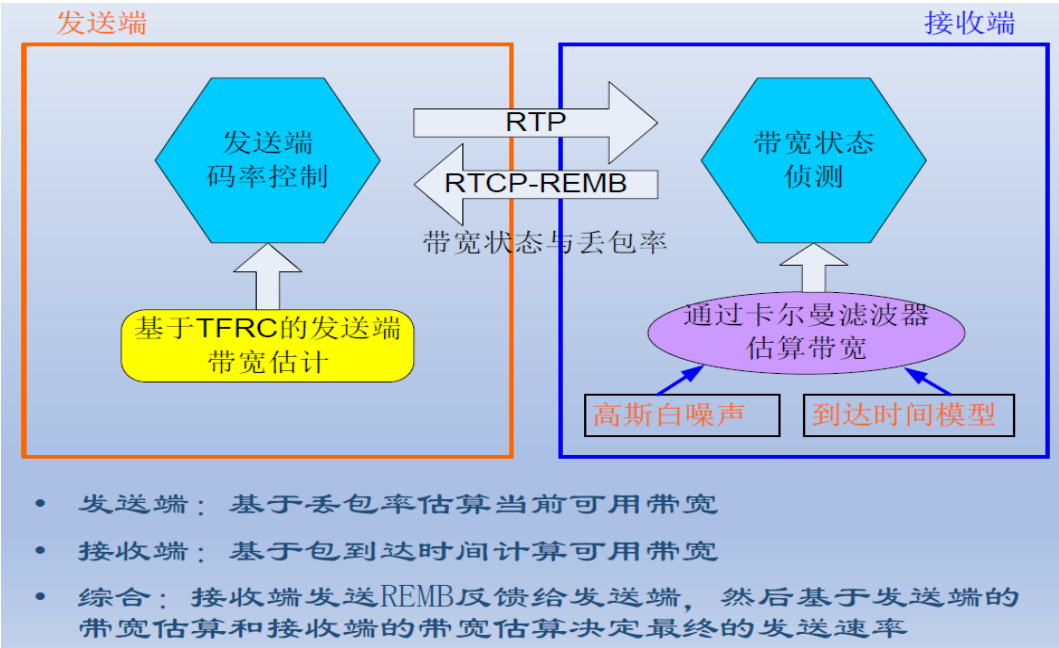 发送端
接收端
发送端
码率控制
RTP
RTCP-REMB
带宽状态与丢包率
带宽状态
侦测
基于TFRC的发送端
带宽估计
通过卡尔曼滤波器
估算带宽
高斯白噪声
到达时间模型
• 发送端：基于丢包率估算当前可用带宽
• 接收端：基于包到达时间计算可用带宽
• 综合：接收端发送REMB反馈给发送端，然后基于发送端的
带宽估算和接收端的带宽估算决定最终的发送速率